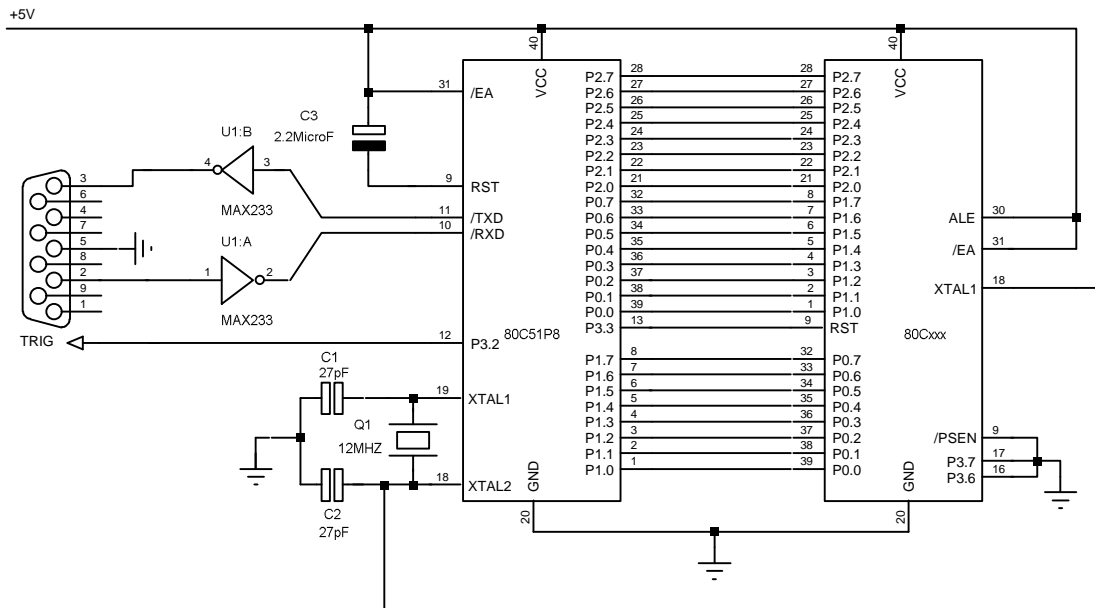 +5V
40
VCC
40
VCC
31
/EA
C3
2.2MicroF
9
RST
U1:B
4
3
MAX233
11
/TXD
10
/RXD
U1:A
1
2
MAX233
3
6
4
7
5
8
2
9
1
TRIG
12
P3.2
80C51P8
C1
27pF
19
XTAL1
Q1
12MHZ
18
XTAL2
C2
27pF
GND
20
P2.7 28 28 P2.7
P2.6 27 27 P2.6
P2.5 26 26 P2.5
P2.4 25 25 P2.4
P2.3 24 24 P2.3
P2.2 23 23 P2.2
P2.1 22 22 P2.1
P2.0 21 21 P2.0
P0.7 32 8 P1.7
P0.6 33 7 P1.6
P0.5 34 6 P1.5
P0.4 35 5 P1.4
P0.3 36 4 P1.3
P0.2 37 3 P1.2
P0.1 38 2 P1.1
P0.0 39 1 P1.0
P3.3 13 9 RST
P1.7 8 32 P0.7
P1.6 7 33 P0.6
P1.5 6 34 P0.5
P1.4 5 35 P0.4
P1.3 4 36 P0.3
P1.2 3 37 P0.2
P1.1 2 38 P0.1
P1.0 1 39 P0.0
80Cxxx
ALE 30
/EA 31
XTAL1 18
/PSEN 9
P3.7 17
P3.6 16
GND
20